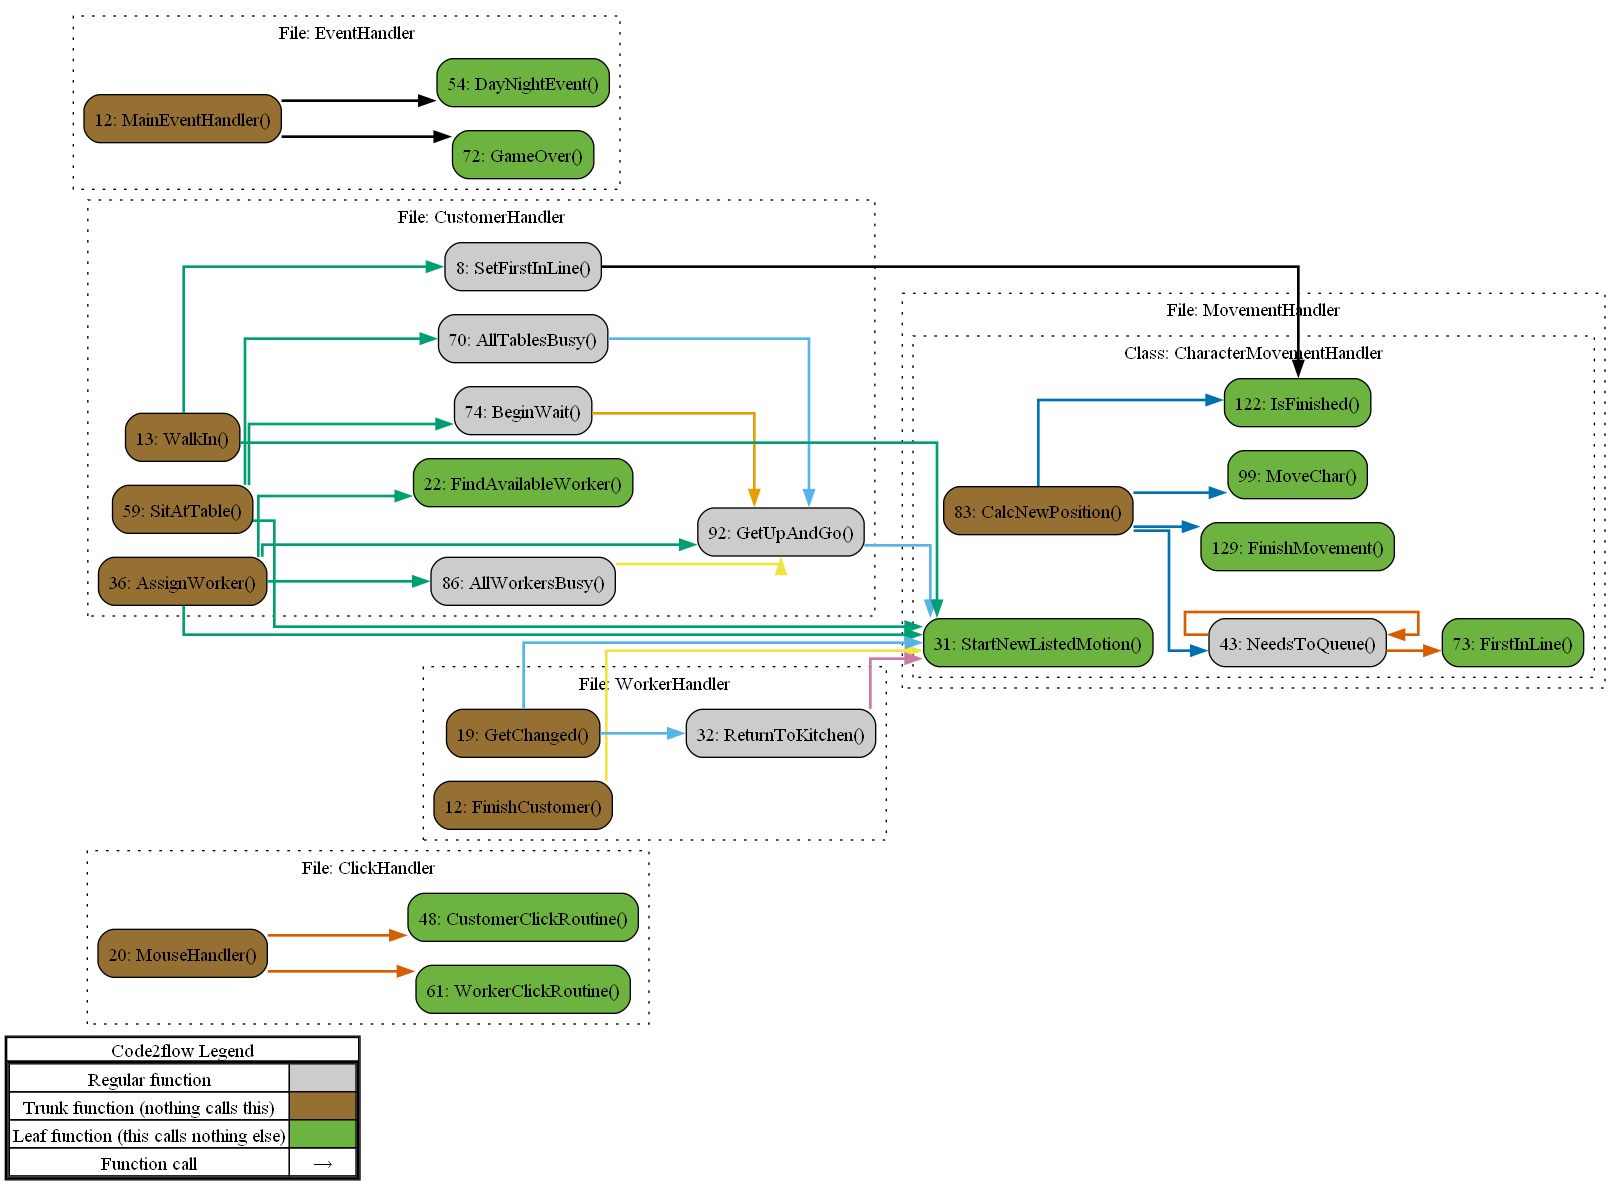 File: EventHandler
54: DayNightEvent()
12: MainEventHandler()
72: GameOver()
File: CustomerHandler
8: SetFirstInLine()
70: AllTablesBusy()
74: BeginWait()
13: WalkIn()
22: FindAvailableWorker()
59: SitAtTable()
92: GetUpAndGo()
36: AssignWorker()
86: AllWorkersBusy()
File: MovementHandler
Class: CharacterMovementHandler
122: IsFinished()
99: MoveChar()
83: CalcNewPosition()
129: FinishMovement()
31: StartNewListedMotion()
43: NeedsToQueue()
73: FirstInLine()
File: WorkerHandler
19: GetChanged()
32: ReturnToKitchen()
12: FinishCustomer()
File: ClickHandler
48: CustomerClickRoutine()
20: MouseHandler()
61: WorkerClickRoutine()
Code2flow Legend
Regular function
Trunk function (nothing calls this)
Leaf function (this calls nothing else)
Function call →